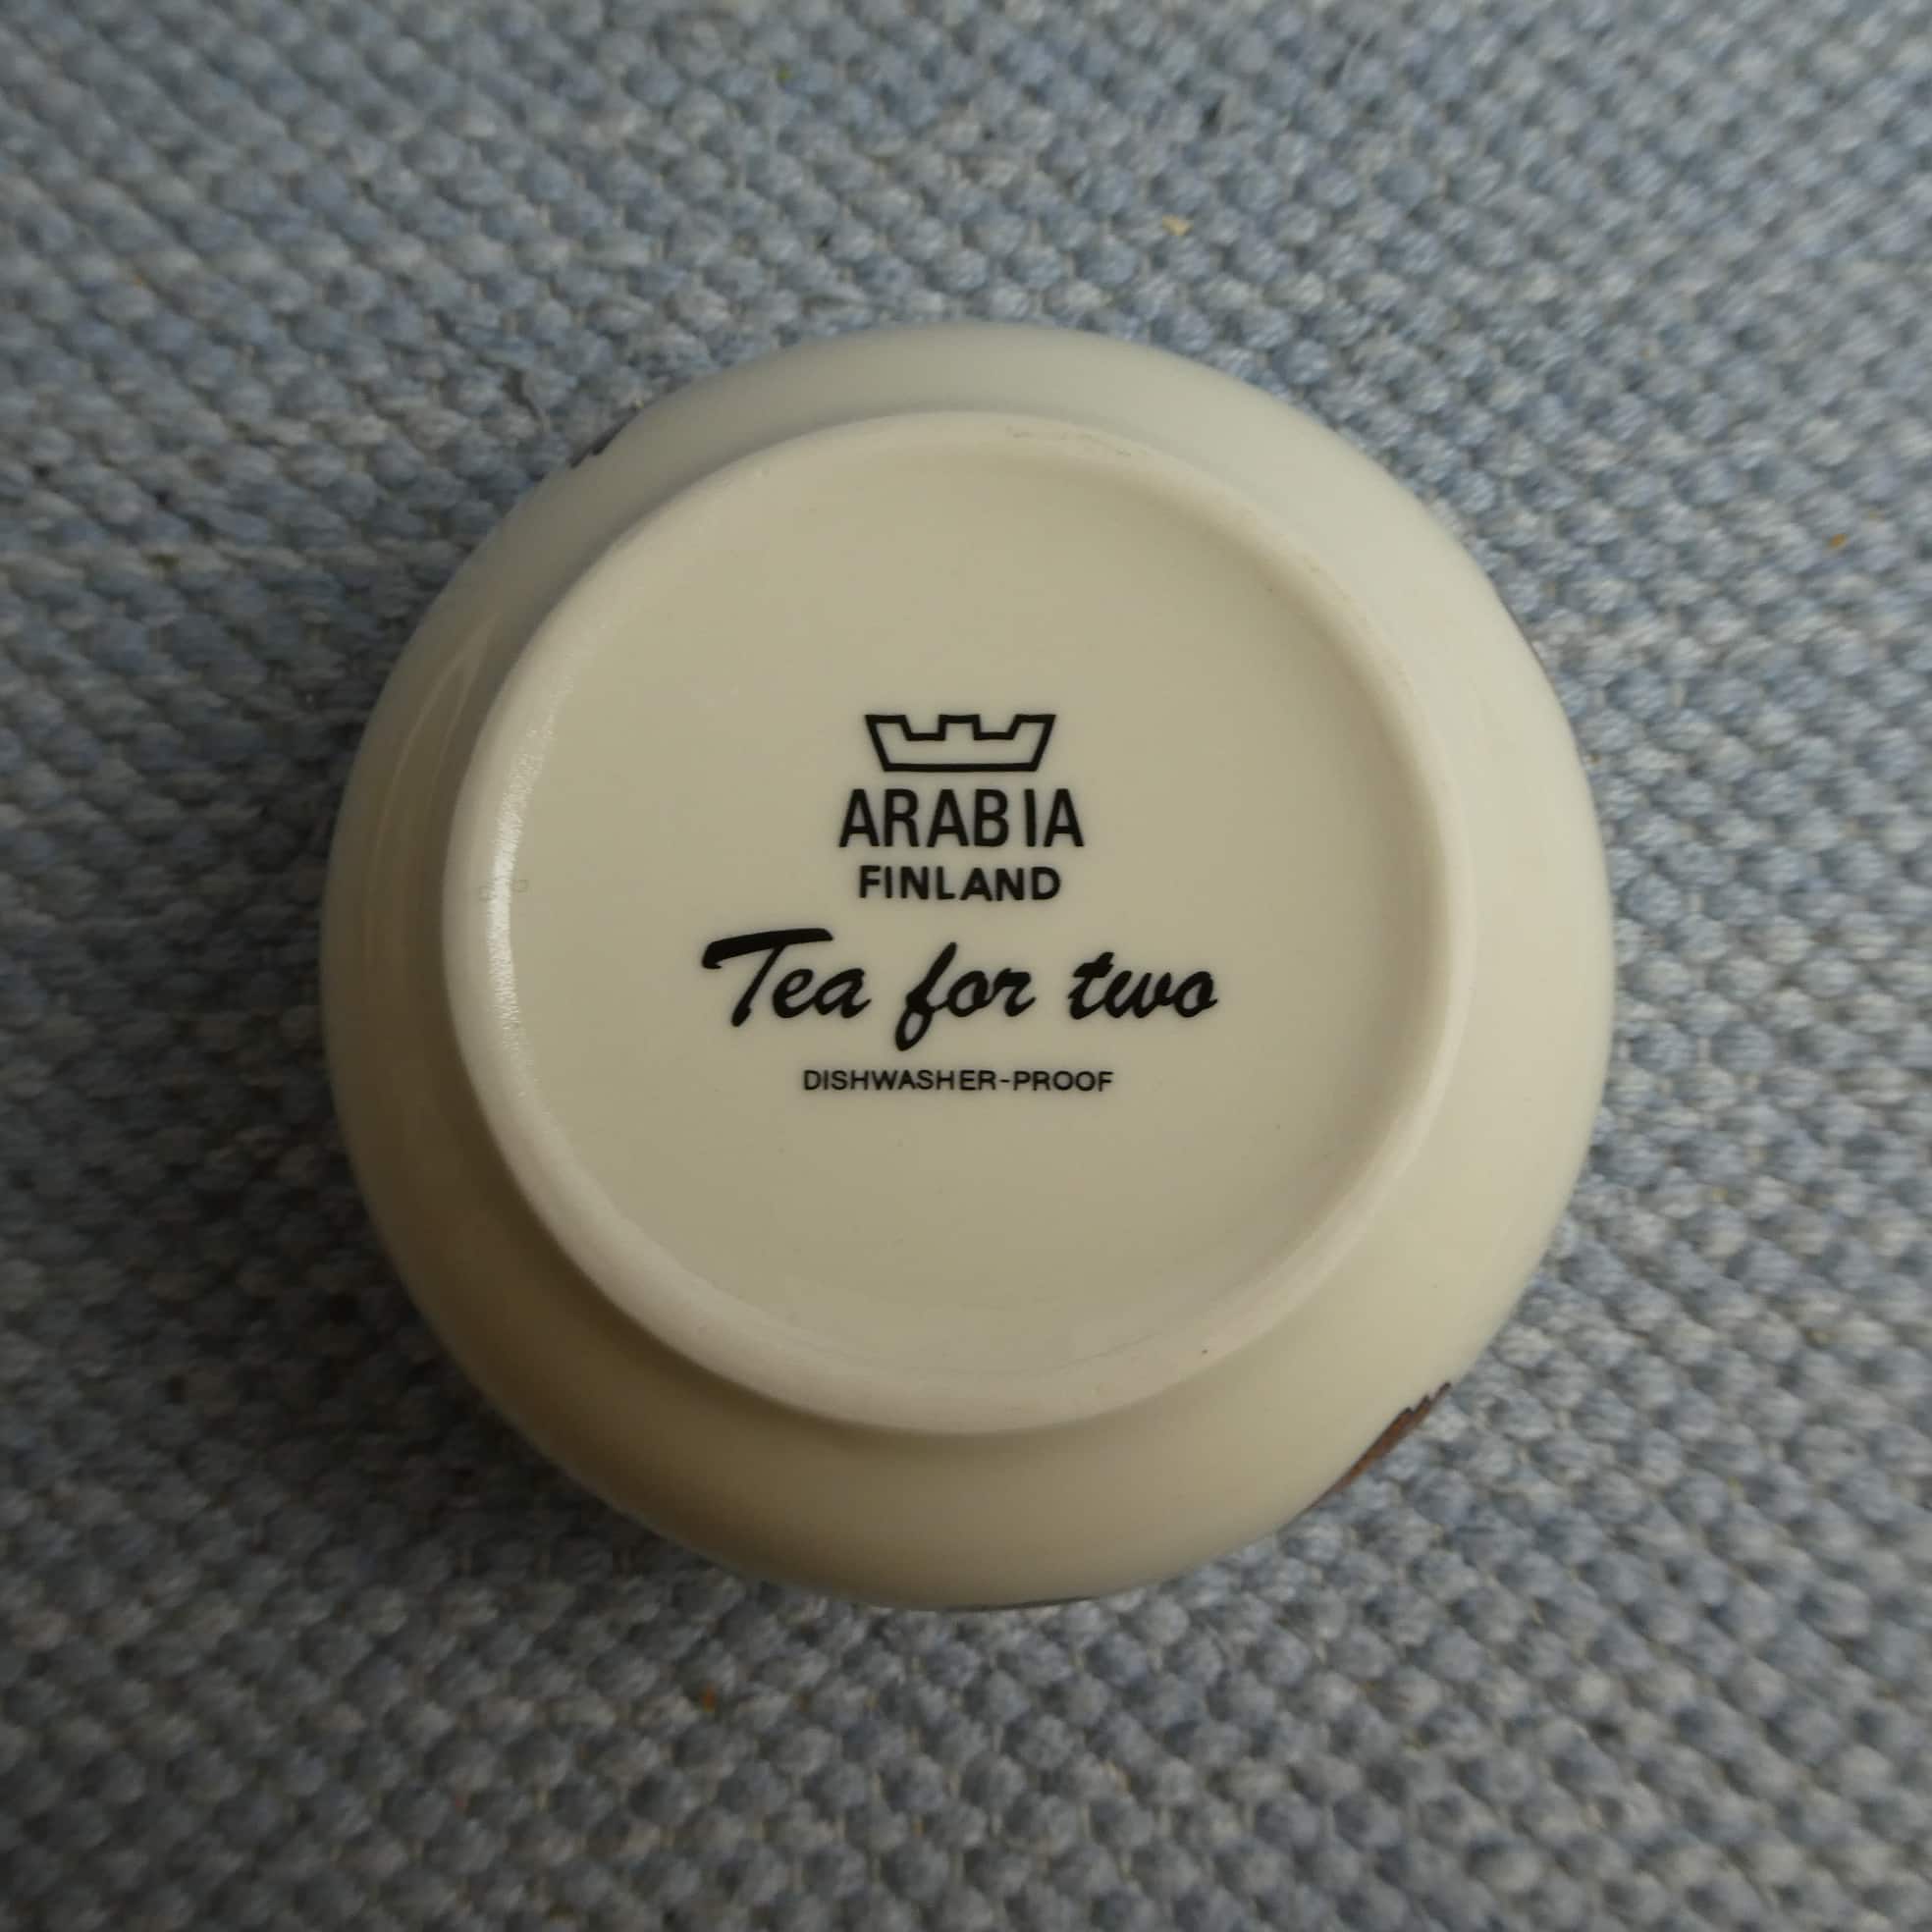 ARABIA
FINLAND
Tea for two
DISHWASHER-PROOF